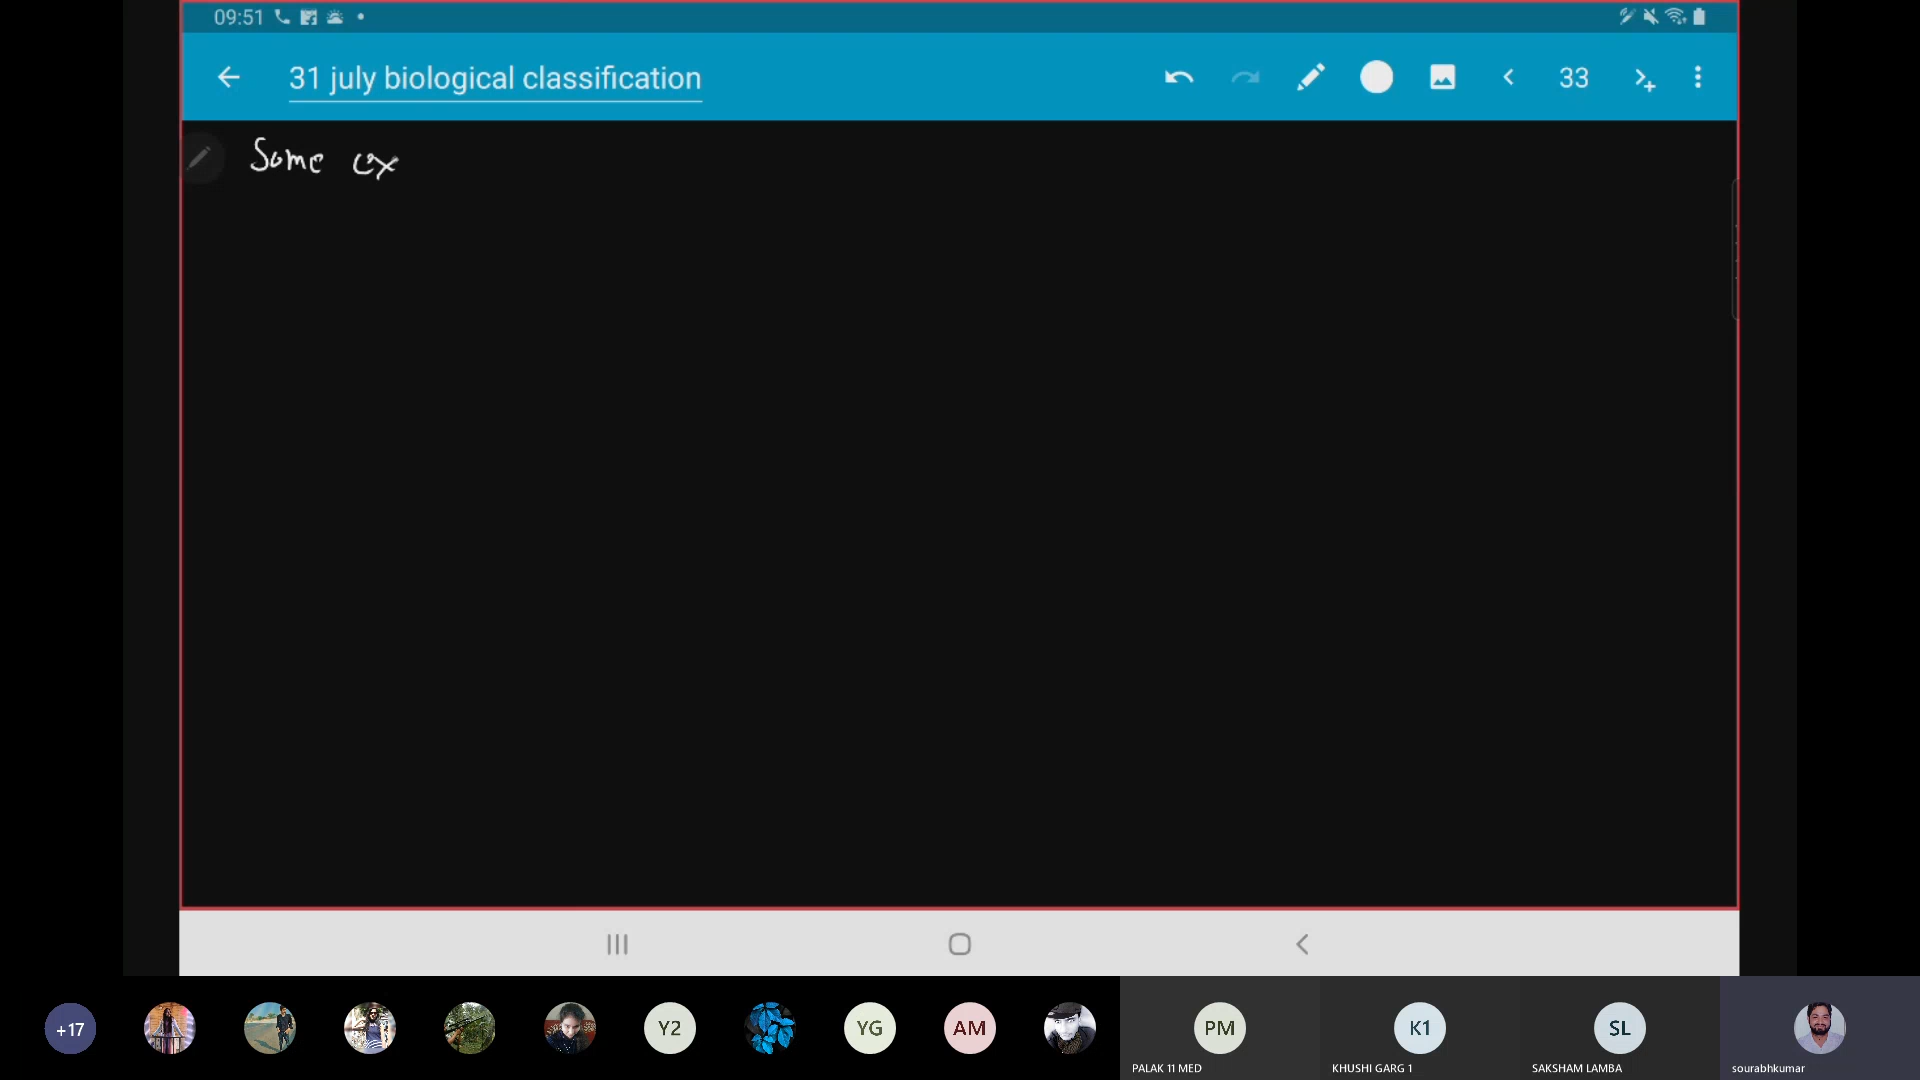 09:51
31 july biological classification
33
Some ex
+17
Y2
YG
AM
PM
K1
SL
PALAK 11 MED
KHUSHI GARG 1
SAKSHAM LAMBA
sourabhkumar